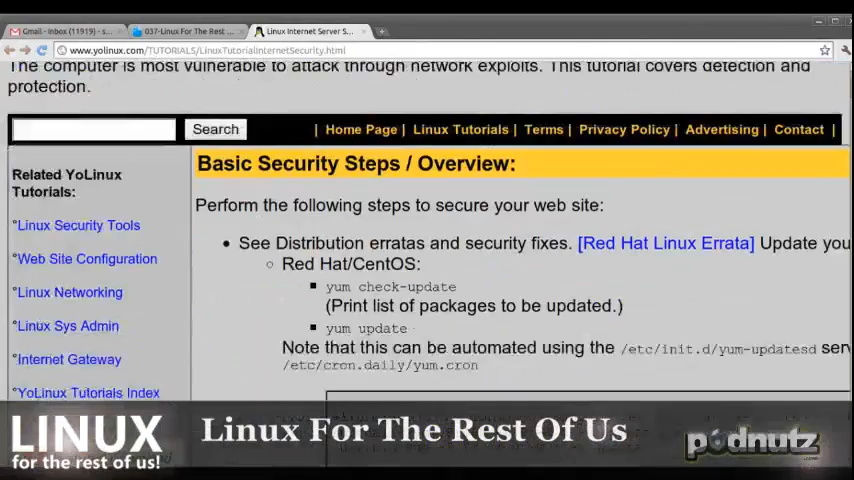 Gmail - Inbox (11919) - s...
037-Linux For The Rest ...
Linux Internet Server S...
www.yolinux.com/TUTORIALS/LinuxTutorialInternetSecurity.html
The computer is most vulnerable to attack through network exploits. This tutorial covers detection and
protection.
Search
| Home Page | Linux Tutorials | Terms | Privacy Policy | Advertising | Contact |
Related YoLinux
Tutorials:
°Linux Security Tools
°Web Site Configuration
°Linux Networking
°Linux Sys Admin
°Internet Gateway
°YoLinux Tutorials Index
Basic Security Steps / Overview:
Perform the following steps to secure your web site:
• See Distribution erratas and security fixes. [Red Hat Linux Errata] Update you
○ Red Hat/CentOS:
■ yum check-update
(Print list of packages to be updated.)
■ yum update
Note that this can be automated using the /etc/init.d/yum-updatesd serv
/etc/cron.daily/yum.cron
LINUX
for the rest of us!
Linux For The Rest Of Us
podnutz